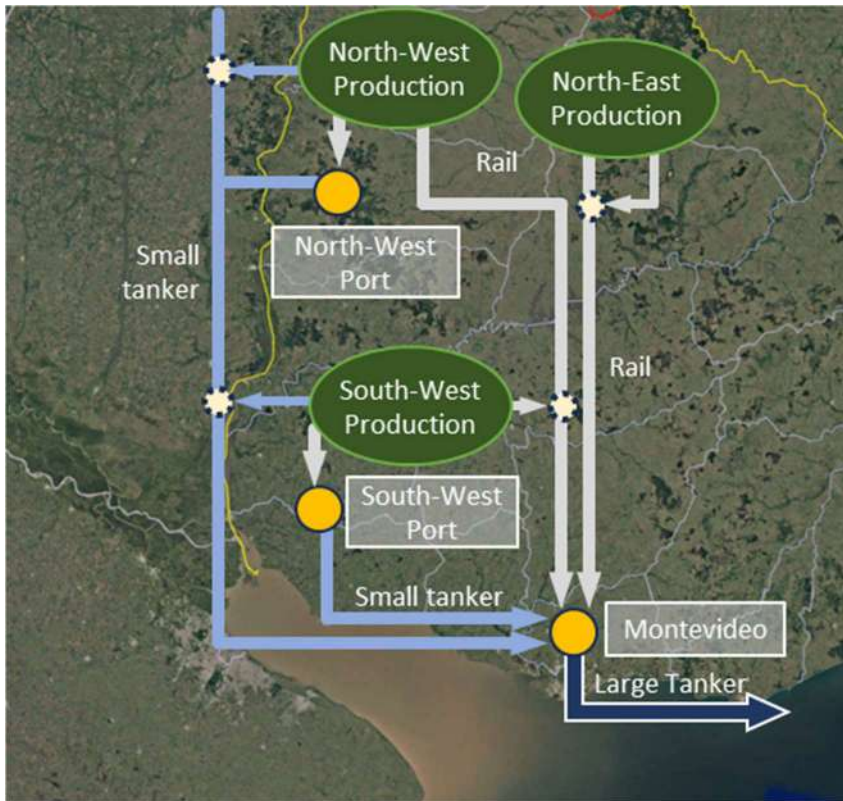 North-West
Production
North-East
Production
Rail
North-West
Port
Small
tanker
South-West
Production
Rail
South-West
Port
Small tanker
Montevideo
Large Tanker